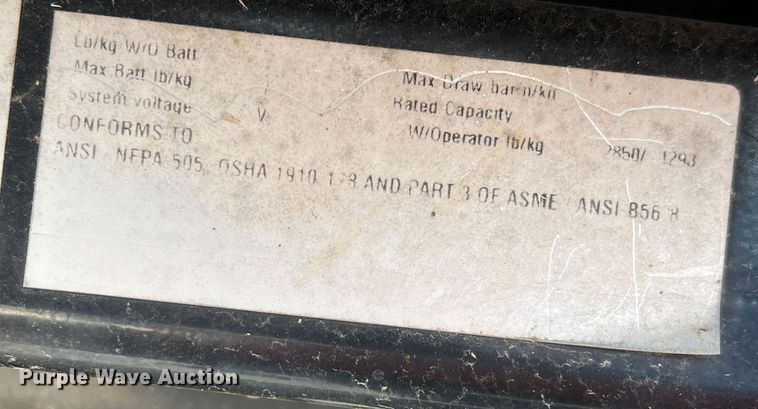 Lb/kg W/O Batt
Max Batt lb/kg
System voltage V
Max Draw bar n/kn
Rated Capacity
W/Operator lb/kg 2850/ 1293
CONFORMS TO
ANSI NFPA 505, OSHA 1910 178 AND PART 3 OF ASME / ANSI B56 8
Purple Wave Auction